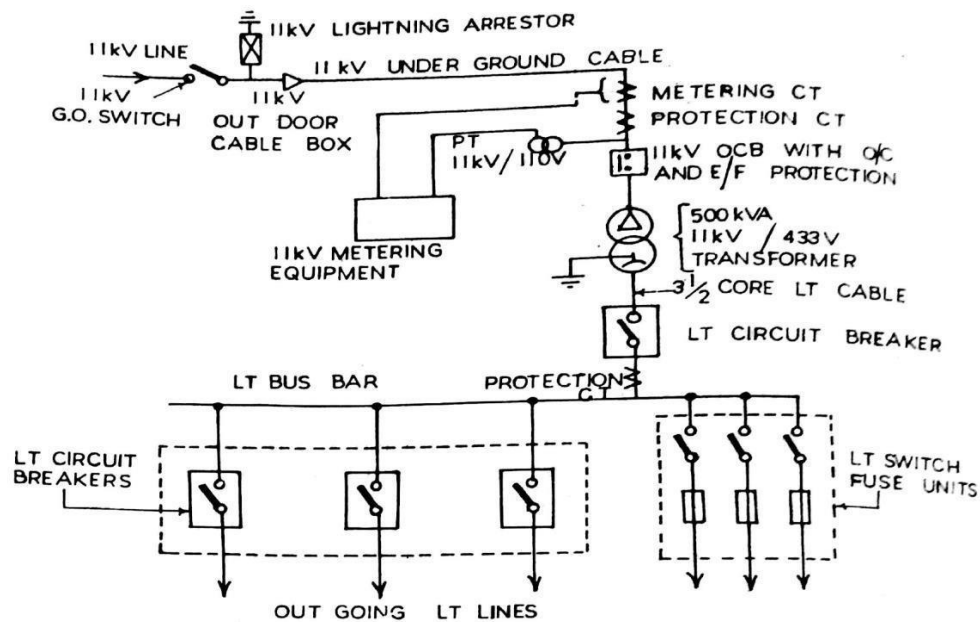 11kV LIGHTNING ARRESTOR
11kV LINE
11kV UNDER GROUND CABLE
11kV
G.O. SWITCH
11kV
OUT DOOR
CABLE BOX
METERING CT
PROTECTION CT
PT
11kV/110V
11kV OCB WITH O/C
AND E/F PROTECTION
11kV METERING
EQUIPMENT
500 kVA
11kV / 433V
TRANSFORMER
3 1/2 CORE LT CABLE
LT CIRCUIT BREAKER
LT BUS BAR
PROTECTION
CT
LT CIRCUIT
BREAKERS
LT SWITCH
FUSE UNITS
OUT GOING LT LINES